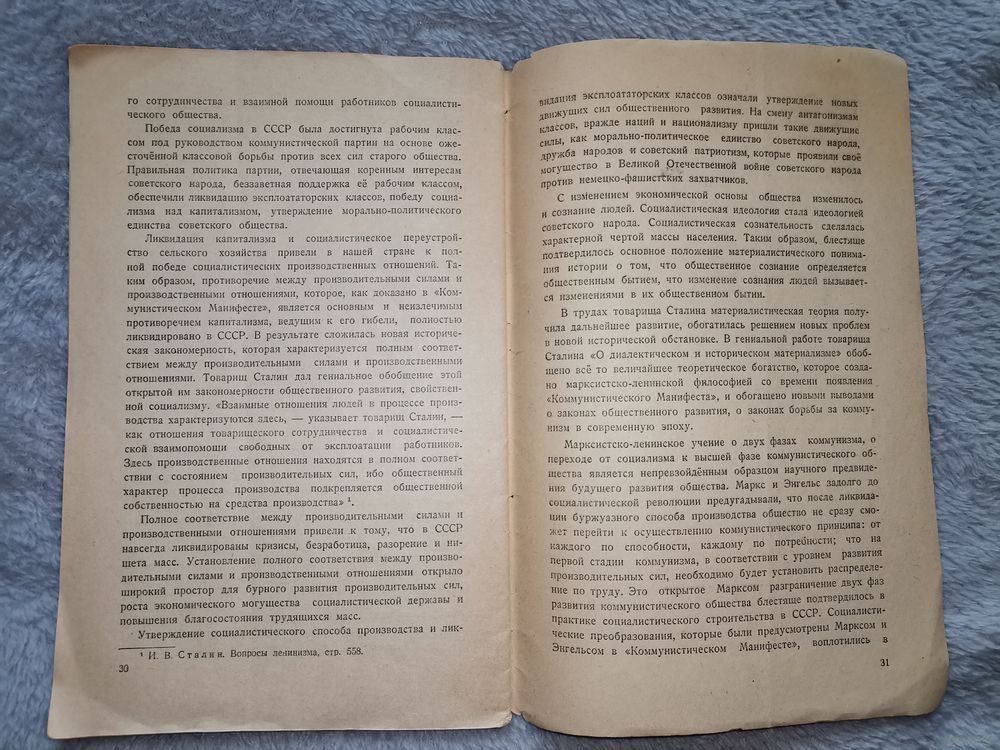 го сотрудничества и взаимной помощи работников социалисти-
ческого общества.
Победа социализма в СССР была достигнута рабочим клас-
сом под руководством коммунистической партии на основе оже-
сточённой классовой борьбы против всех сил старого общества.
Правильная политика партии, отвечающая коренным интересам
советского народа, беззаветная поддержка её рабочим классом,
обеспечили ликвидацию эксплоататорских классов, победу социа-
лизма над капитализмом, утверждение морально-политического
единства советского общества.
Ликвидация капитализма и социалистическое переустрой-
ство сельского хозяйства привели в нашей стране к пол-
ной победе социалистических производственных отношений. Та-
ким образом, противоречие между производительными силами и
производственными отношениями, которое, как доказано в «Ком-
мунистическом Манифесте», является основным и неизлечимым
противоречием капитализма, ведущим к его гибели, полностью
ликвидировано в СССР. В результате сложилась новая историче-
ская закономерность, которая характеризуется полным соответ-
ствием между производительными силами и производственными
отношениями. Товарищ Сталин дал гениальное обобщение этой
открытой им закономерности общественного развития, свойствен-
ной социализму. «Взаимные отношения людей в процессе произ-
водства характеризуются здесь, — указывает товарищ Сталин, —
как отношения товарищеского сотрудничества и социалистиче-
ской взаимопомощи свободных от эксплоатации работников.
Здесь производственные отношения находятся в полном соответ-
ствии с состоянием производительных сил, ибо общественный
характер процесса производства подкрепляется общественной
собственностью на средства производства» ¹.
Полное соответствие между производительными силами и
производственными отношениями привели к тому, что в СССР
навсегда ликвидированы кризисы, безработица, разорение и ни-
щета масс. Установление полного соответствия между произво-
дительными силами и производственными отношениями открыло
широкий простор для бурного развития производительных сил,
роста экономического могущества социалистической державы и
повышения благосостояния трудящихся масс.
Утверждение социалистического способа производства и лик-
¹ И. В. Сталин. Вопросы ленинизма, стр. 558.
30
видация эксплоататорских классов означали утверждение новых
движущих сил общественного развития. На смену антагонизмам
классов, вражде наций и национализму пришли такие движущие
силы, как морально-политическое единство советского народа,
дружба народов и советский патриотизм, которые проявили своё
могущество в Великой Отечественной войне советского народа
против немецко-фашистских захватчиков.
С изменением экономической основы общества изменилось
и сознание людей. Социалистическая идеология стала идеологией
советского народа. Социалистическая сознательность сделалась
характерной чертой массы населения. Таким образом, блестяще
подтвердилось основное положение материалистического понима-
ния истории о том, что общественное сознание определяется
общественным бытием, что изменение сознания людей вызывает-
ся изменениями в их общественном бытии.
В трудах товарища Сталина материалистическая теория полу-
чила дальнейшее развитие, обогатилась решением новых проблем
в новой исторической обстановке. В гениальной работе товарища
Сталина «О диалектическом и историческом материализме» обоб-
щено всё то величайшее теоретическое богатство, которое созда-
но марксистско-ленинской философией со времени появления
«Коммунистического Манифеста», и обогащено новыми выводами
о законах общественного развития, о законах борьбы за комму-
низм в современную эпоху.
Марксистско-ленинское учение о двух фазах коммунизма, о
переходе от социализма к высшей фазе коммунистического об-
щества является непревзойдённым образцом научного предвиде-
ния будущего развития общества. Маркс и Энгельс задолго до
социалистической революции предугадывали, что после ликвида-
ции буржуазного способа производства общество не сразу смо-
жет перейти к осуществлению коммунистического принципа: от
каждого по способности, каждому по потребности; что на
первой стадии коммунизма, в соответствии с уровнем развития
производительных сил, необходимо будет установить распределе-
ние по труду. Это открытое Марксом разграничение двух фаз
развития коммунистического общества блестяще подтвердилось в
практике социалистического строительства в СССР. Социалисти-
ческие преобразования, которые были предусмотрены Марксом и
Энгельсом в «Коммунистическом Манифесте», воплотились в
31